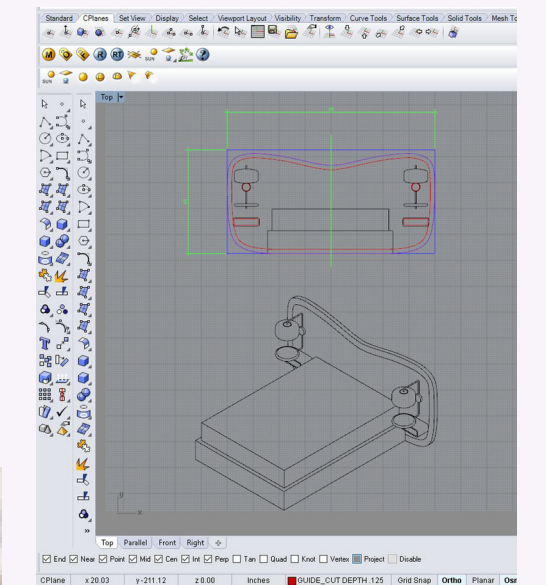 Standard CPlanes Set View Display Select Viewport Layout Visibility Transform Curve Tools Surface Tools Solid Tools Mesh To
M R RT SUN
SUN
Top
y
x
Top Parallel Front Right
End Near Point Mid Cen Int Perp Tan Quad Knot Vertex Project Disable
CPlane x 20.03 y -211.12 z 0.00 Inches GUIDE_CUT DEPTH .125 Grid Snap Ortho Planar Osn